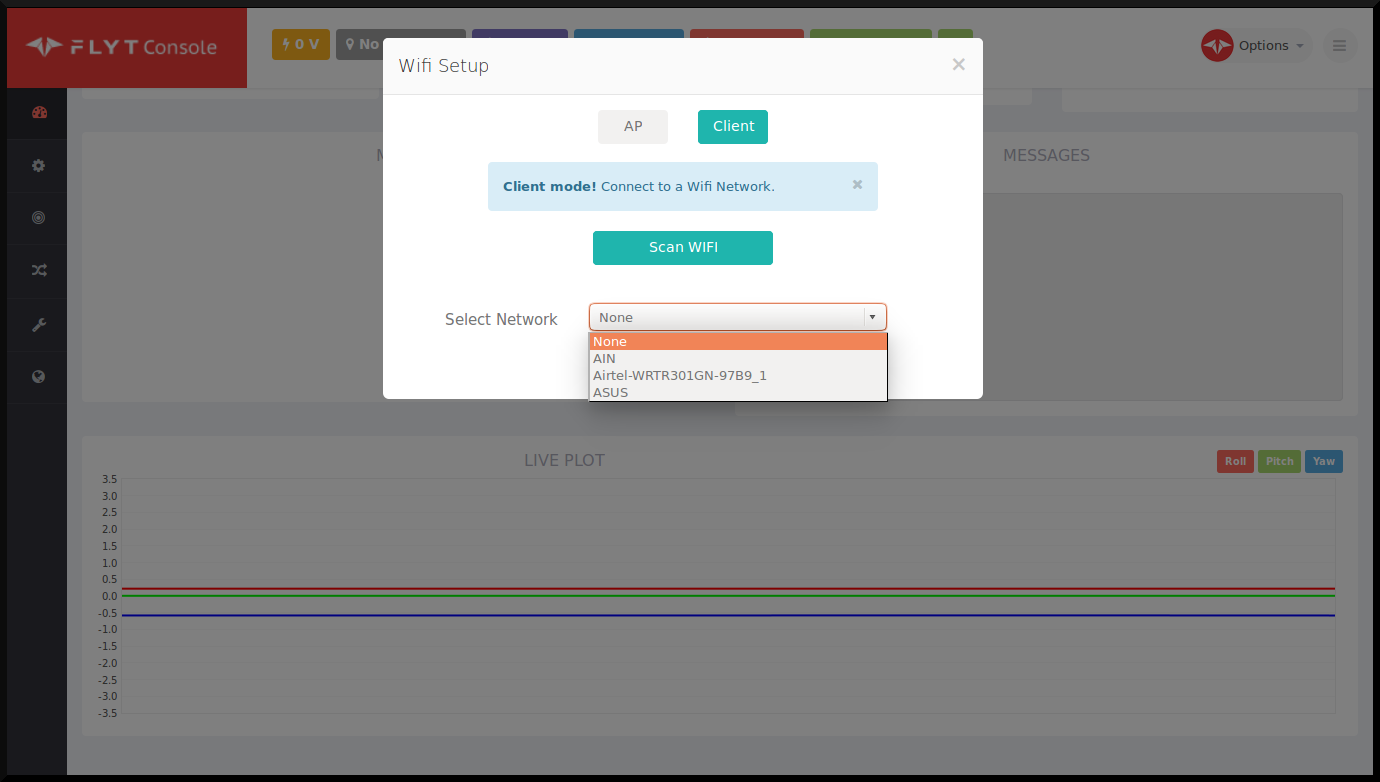 FLYT Console
0 V
No
Options
Wifi Setup
×
AP
Client
Client mode! Connect to a Wifi Network.
Scan WIFI
Select Network
None
None
AIN
Airtel-WRTR301GN-97B9_1
ASUS
MESSAGES
LIVE PLOT
Roll
Pitch
Yaw
3.5
3.0
2.5
2.0
1.5
1.0
0.5
0.0
-0.5
-1.0
-1.5
-2.0
-2.5
-3.0
-3.5